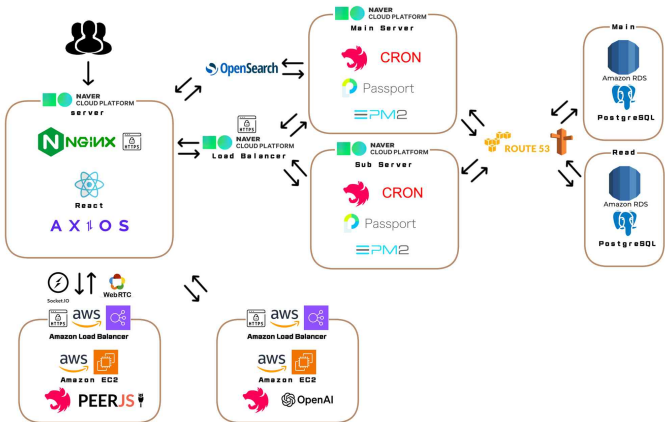 NAVER
CLOUD PLATFORM
server
NGINX
HTTPS
React
AXIOS
OpenSearch
HTTPS
NAVER
CLOUD PLATFORM
Load Balancer
NAVER
CLOUD PLATFORM
Main Server
CRON
Passport
PM2
NAVER
CLOUD PLATFORM
Sub Server
CRON
Passport
PM2
ROUTE 53
Main
Amazon RDS
PostgreSQL
Read
Amazon RDS
PostgreSQL
Socket.IO
WebRTC
HTTPS
aws
Amazon Load Balancer
aws
Amazon EC2
PEERJS
HTTPS
aws
Amazon Load Balancer
aws
Amazon EC2
OpenAI